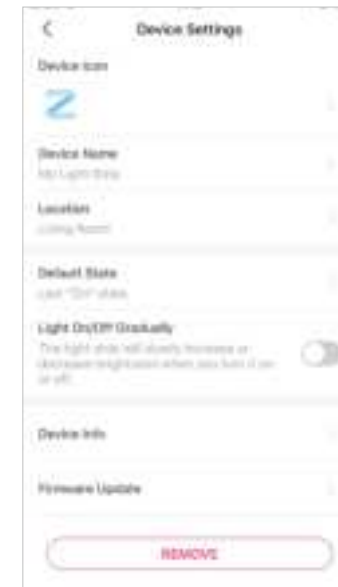 Device Settings
Device Icon
Device Name
My Light Strip
Location
Living Room
Default State
Last "On" state
Light On/Off Gradually
The light strip will slowly increase or
decrease brightness when you turn it on
or off.
Device Info
Firmware Update
REMOVE